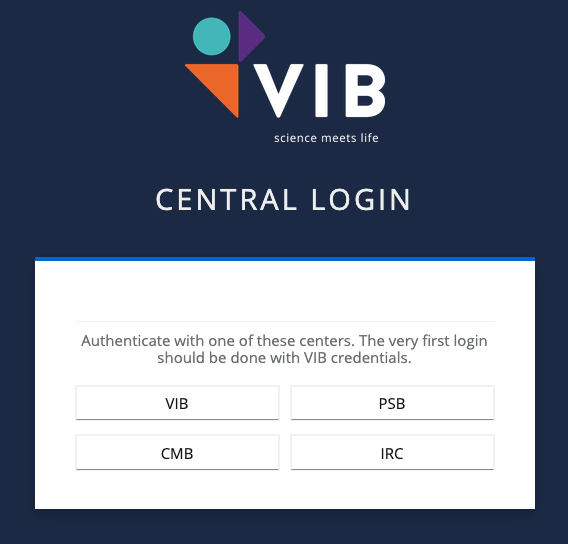 VIB
science meets life
CENTRAL LOGIN
Authenticate with one of these centers. The very first login
should be done with VIB credentials.
VIB
PSB
CMB
IRC